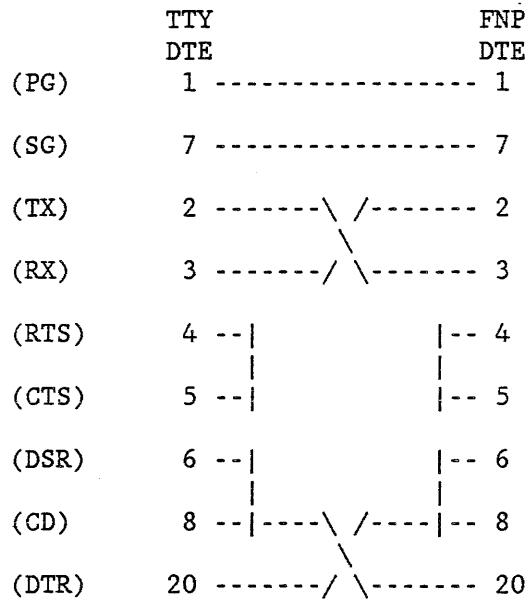 TTY FNP
DTE DTE
(PG) 1 ---------------- 1
(SG) 7 ---------------- 7
(TX) 2 -------\ /------- 2
\
(RX) 3 -------/ \------- 3
(RTS) 4 --| |-- 4
| |
(CTS) 5 --| |-- 5
(DSR) 6 --| |-- 6
| |
(CD) 8 --|----\ /----|-- 8
\
(DTR) 20 -------/ \------- 20